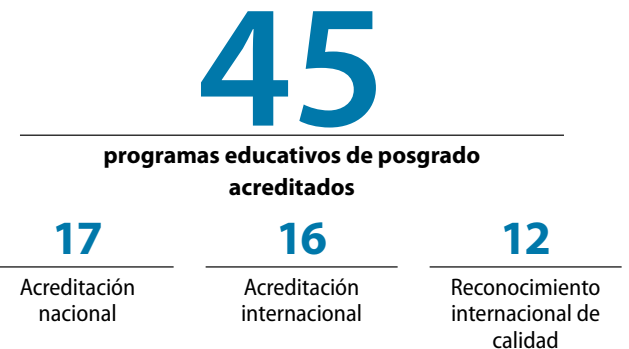 45
programas educativos de posgrado
acreditados
17
Acreditación
nacional
16
Acreditación
internacional
12
Reconocimiento
internacional de
calidad